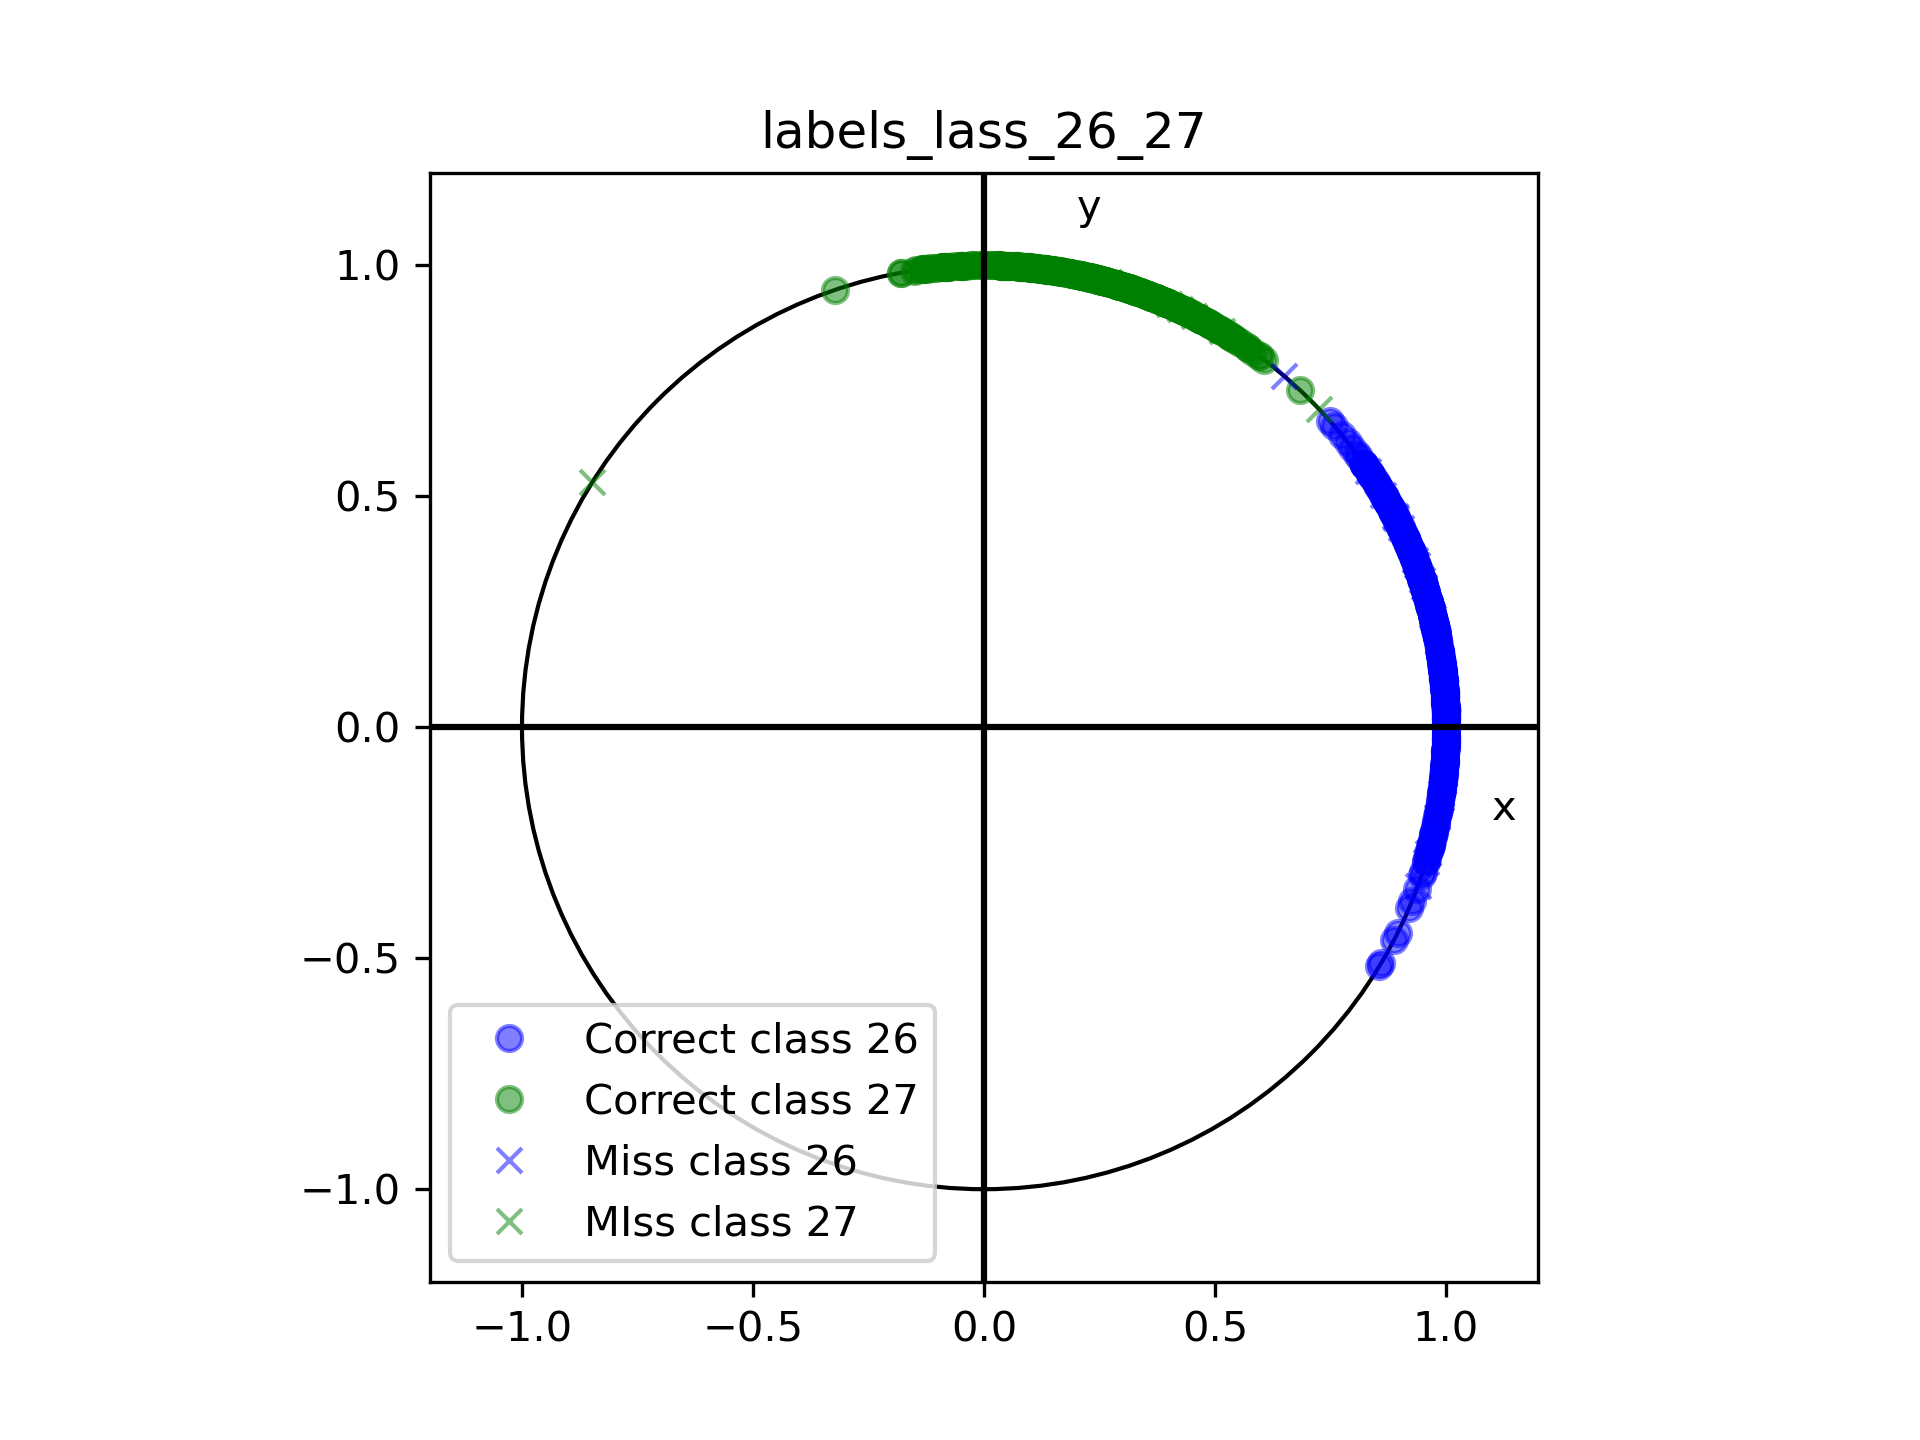 labels_lass_26_27
y
1.0
0.5
0.0
x
−0.5
−1.0
Correct class 26
Correct class 27
Miss class 26
MIss class 27
−1.0 −0.5 0.0 0.5 1.0